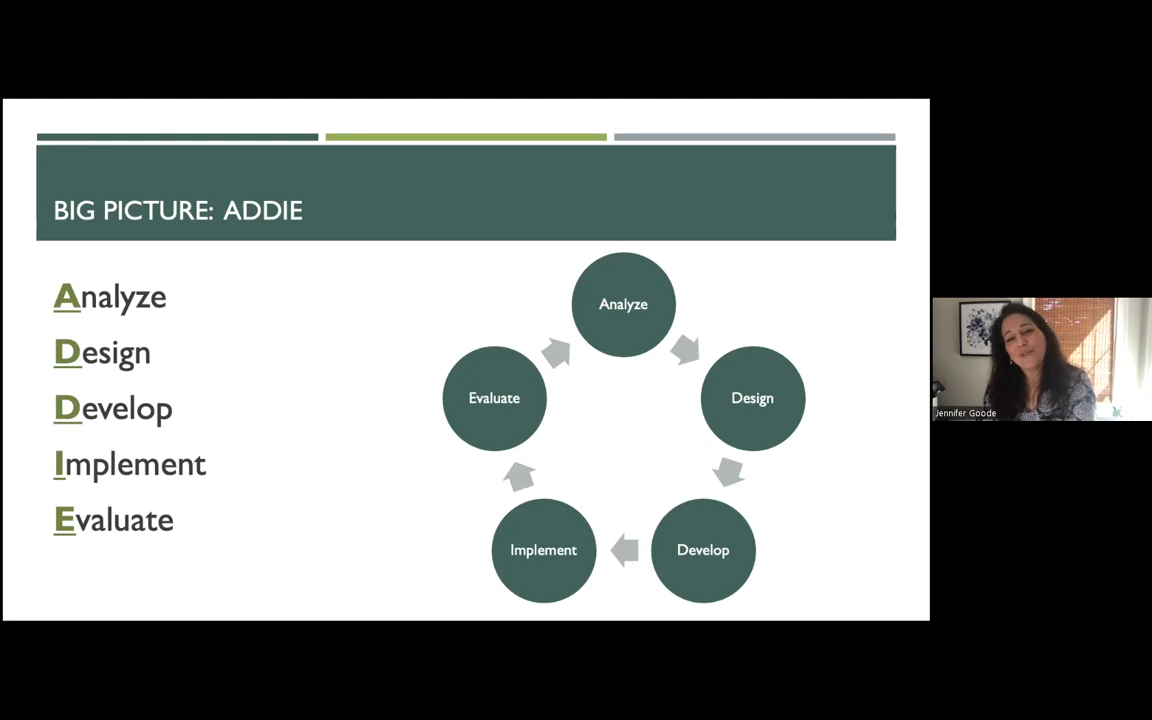 BIG PICTURE: ADDIE
Analyze
Design
Develop
Implement
Evaluate
Analyze
Design
Develop
Implement
Evaluate
Jennifer Goode